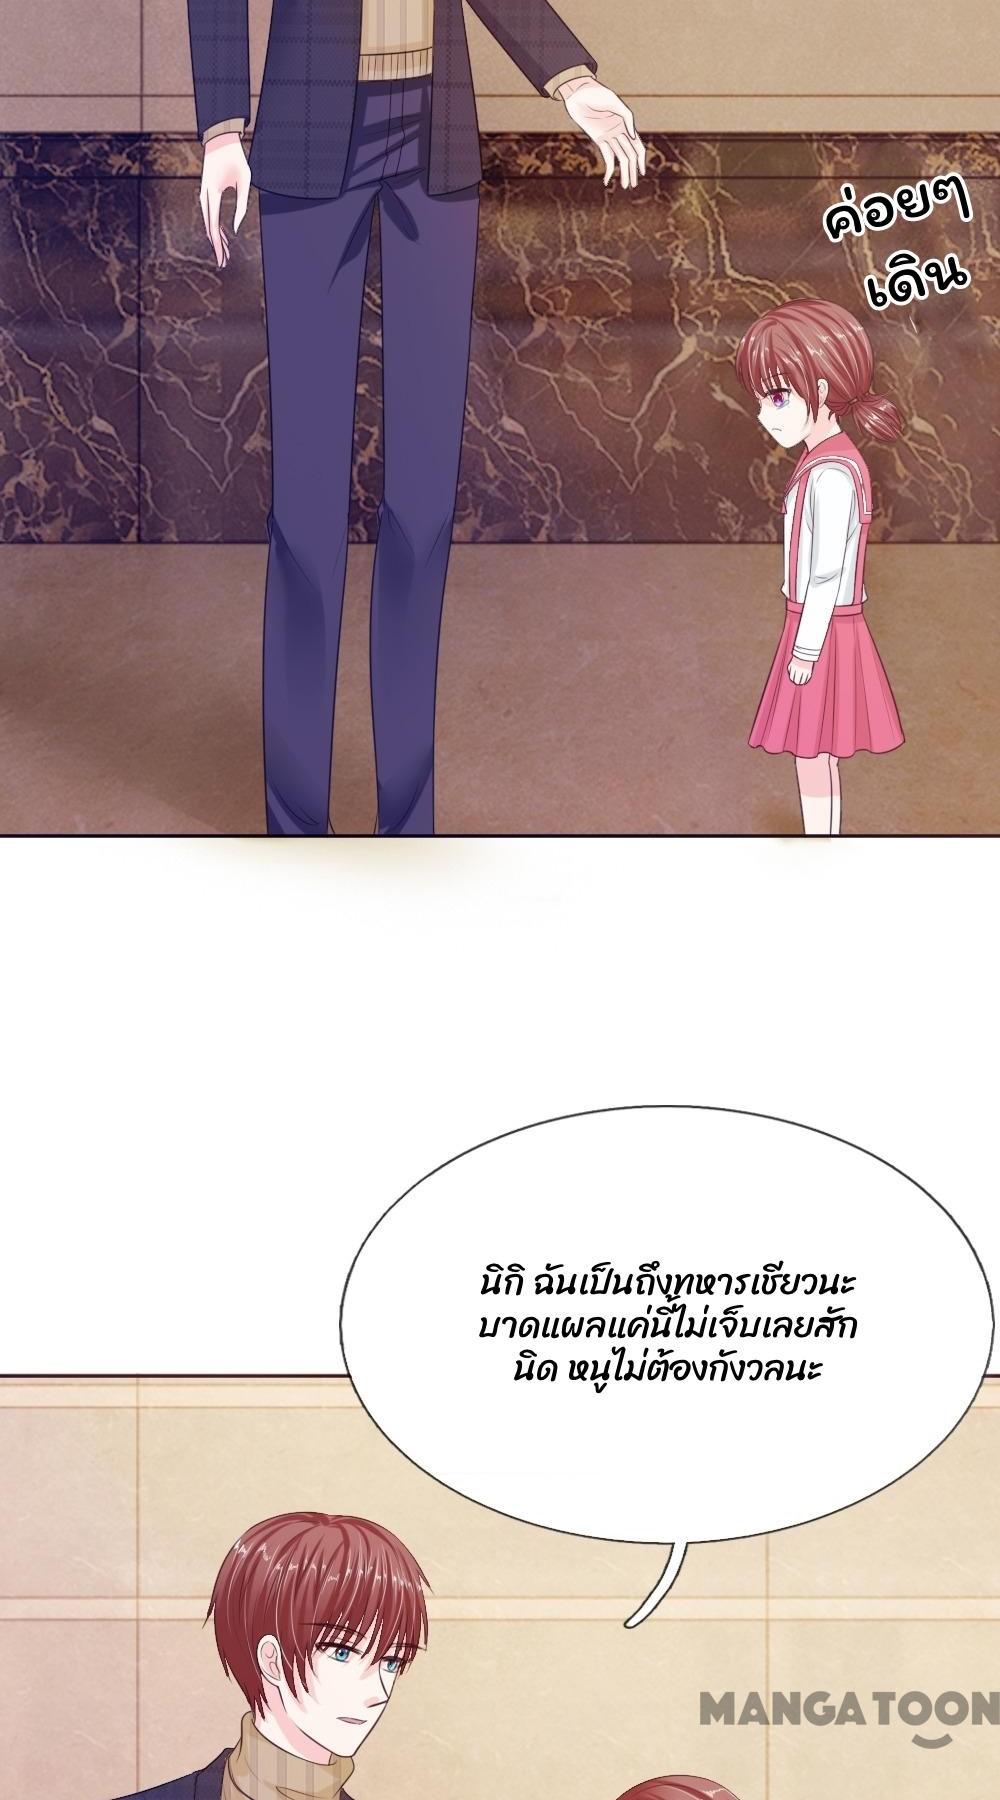 ค่อยๆ
เดิน
นิกิ ฉันเป็นถึงทหารเชียวนะ
บาดแผลแค่นี้ไม่เจ็บเลยสัก
นิด หนูไม่ต้องกังวลนะ
MANGATOON